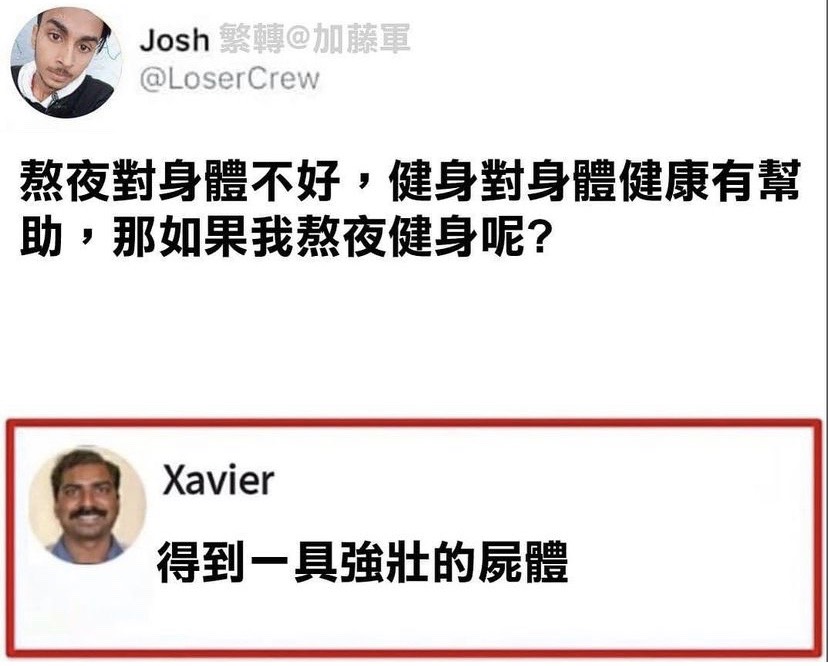 Josh 繁轉@加藤軍
@LoserCrew
熬夜對身體不好，健身對身體健康有幫
助，那如果我熬夜健身呢？
Xavier
得到一具強壯的屍體